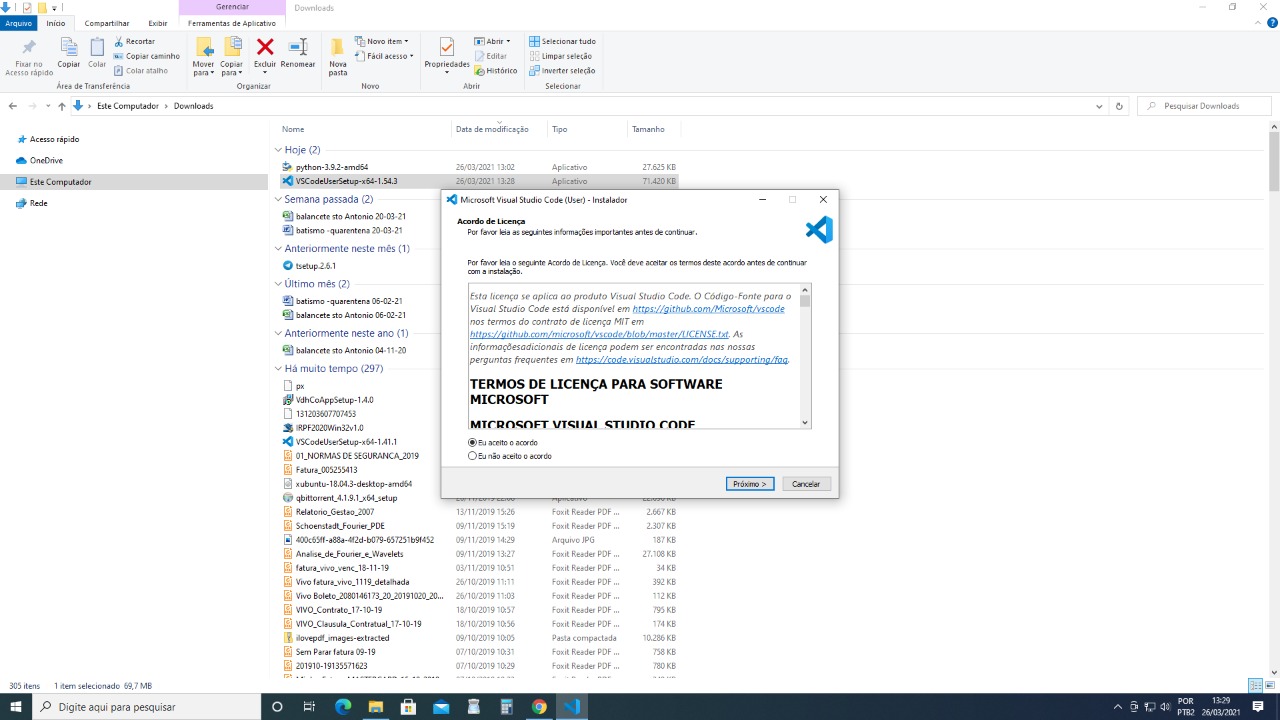 Gerenciar
Downloads
Arquivo
Início
Compartilhar
Exibir
Ferramentas de Aplicativo
Fixar no
Acesso rápido
Copiar
Colar
Recortar
Copiar caminho
Colar atalho
Área de Transferência
Mover
para
Copiar
para
Excluir
Renomear
Organizar
Nova
pasta
Novo item
Fácil acesso
Novo
Propriedades
Abrir
Editar
Histórico
Abrir
Selecionar tudo
Limpar seleção
Inverter seleção
Selecionar
Este Computador > Downloads
Pesquisar Downloads
Acesso rápido
OneDrive
Este Computador
Rede
Nome Data de modificação Tipo Tamanho
Hoje (2)
python-3.9.2-amd64 26/03/2021 13:02 Aplicativo 27.625 KB
VSCodeUserSetup-x64-1.54.3 26/03/2021 13:28 Aplicativo 71.420 KB
Semana passada (2)
balancete sto Antonio 20-03-21
batismo -quarentena 20-03-21
Anteriormente neste mês (1)
tsetup.2.6.1
Último mês (2)
batismo -quarentena 06-02-21
balancete sto Antonio 06-02-21
Anteriormente neste ano (1)
balancete sto Antonio 04-11-20
Há muito tempo (297)
px
VdhCoAppSetup-1.4.0
131203607707453
IRPF2020Win32v1.0
VSCodeUserSetup-x64-1.41.1
01_NORMAS DE SEGURANCA_2019
Fatura_005255413
xubuntu-18.04.3-desktop-amd64
qbittorrent_4.1.9.1_x64_setup
Relatorio_Gestao_2007 13/11/2019 15:26 Foxit Reader PDF ... 2.667 KB
Schoenstadt_Fourier_PDE 09/11/2019 15:19 Foxit Reader PDF ... 2.307 KB
400c65ff-a88a-4f2d-b079-657251b9f452 09/11/2019 14:29 Arquivo JPG 187 KB
Analise_de_Fourier_e_Wavelets 09/11/2019 13:27 Foxit Reader PDF ... 27.108 KB
fatura_vivo_venc_18-11-19 03/11/2019 10:51 Foxit Reader PDF ... 34 KB
Vivo fatura_vivo_1119_detalhada 26/10/2019 11:11 Foxit Reader PDF ... 392 KB
Vivo Boleto_2080146173_20_20191020_20... 26/10/2019 11:03 Foxit Reader PDF ... 112 KB
VIVO_Contrato_17-10-19 18/10/2019 10:57 Foxit Reader PDF ... 795 KB
VIVO_Clausula_Contratual_17-10-19 18/10/2019 10:56 Foxit Reader PDF ... 174 KB
ilovepdf_images-extracted 09/10/2019 10:05 Pasta compactada 10.286 KB
Sem Parar fatura 09-19 07/10/2019 10:31 Foxit Reader PDF ... 758 KB
201910-19135571623 07/10/2019 10:29 Foxit Reader PDF ... 780 KB
Microsoft Visual Studio Code (User) - Instalador
Acordo de Licença
Por favor leia as seguintes informações importantes antes de continuar.
Por favor leia o seguinte Acordo de Licença. Você deve aceitar os termos deste acordo antes de continuar
com a instalação.
Esta licença se aplica ao produto Visual Studio Code. O Código-Fonte para o
Visual Studio Code está disponível em https://github.com/Microsoft/vscode
nos termos do contrato de licença MIT em
https://github.com/microsoft/vscode/blob/master/LICENSE.txt. As
informaçõesadicionais de licença podem ser encontradas nas nossas
perguntas frequentes em https://code.visualstudio.com/docs/supporting/faq.
TERMOS DE LICENÇA PARA SOFTWARE
MICROSOFT
MICROSOFT VISUAL STUDIO CODE
Eu aceito o acordo
Eu não aceito o acordo
Próximo >
Cancelar
305 itens 1 item selecionado 69,7 MB
Digite aqui para pesquisar
POR
PTB2
13:29
26/03/2021